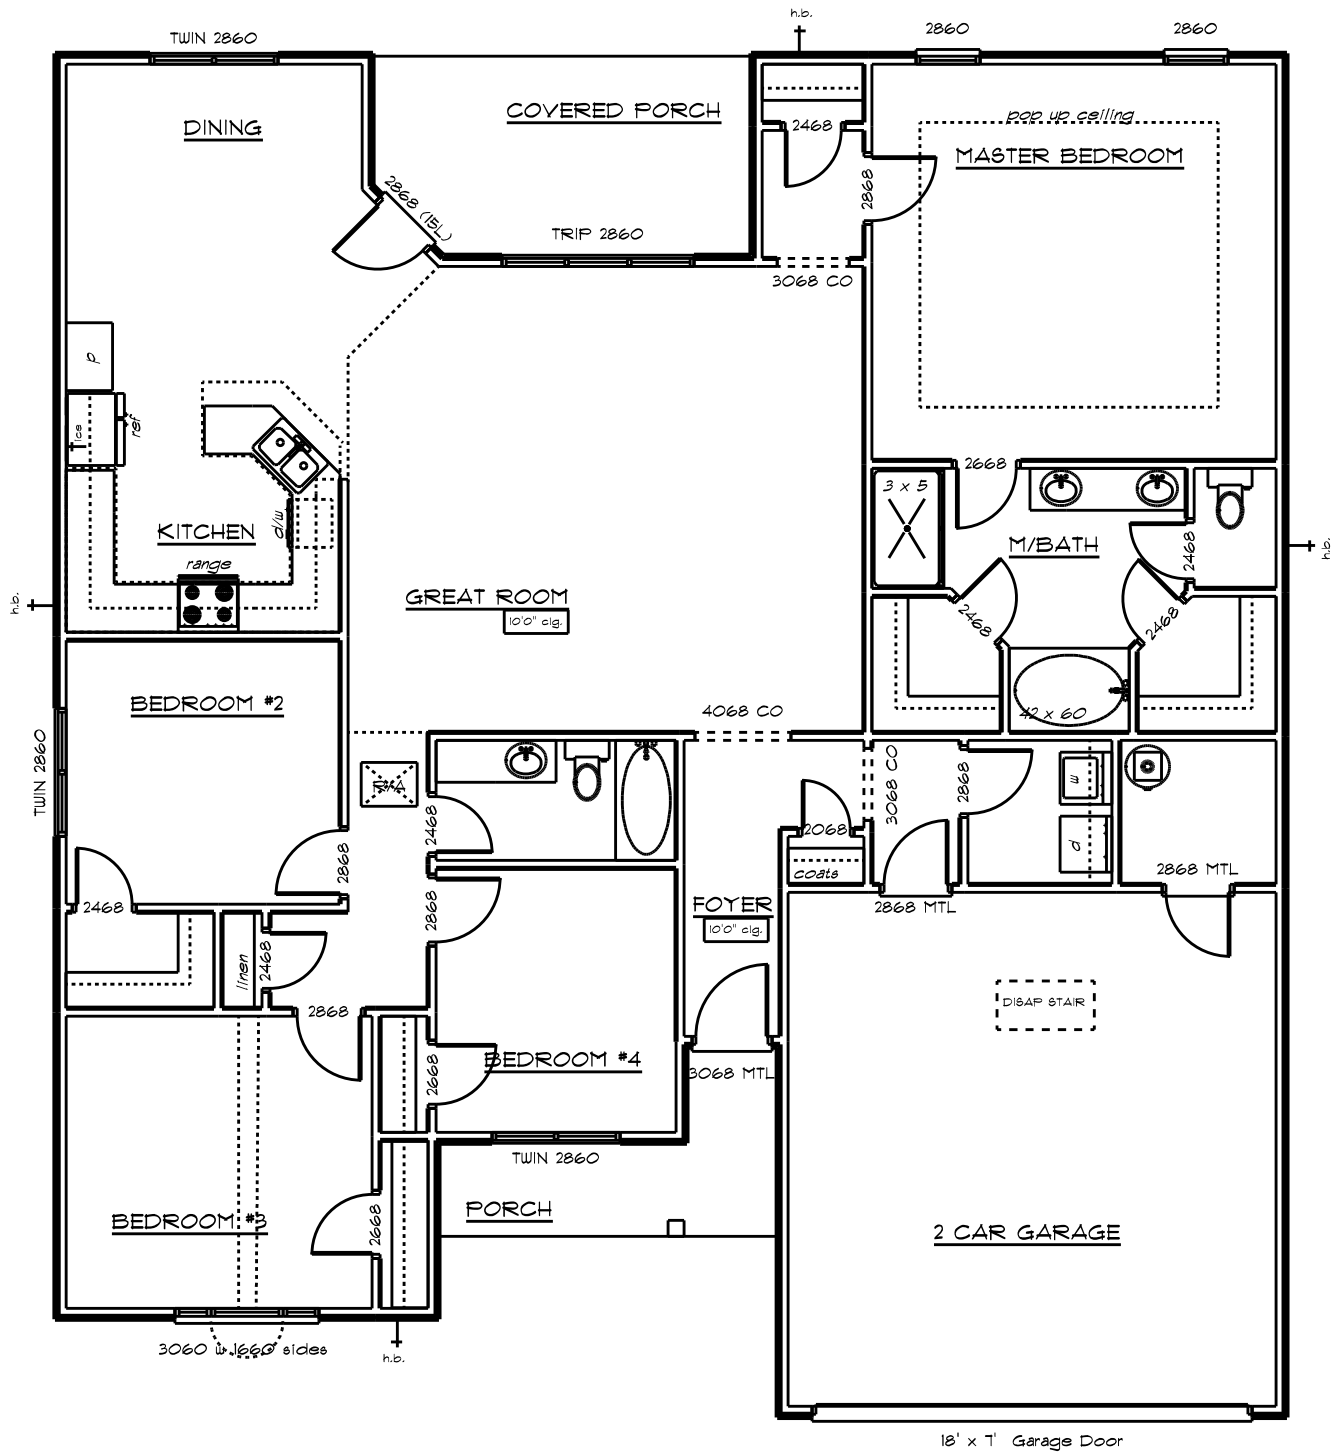 h.b.
TWIN 2860
2860
2860
COVERED PORCH
pop up ceiling
DINING
2468
MASTER BEDROOM
2868 (15L)
2868
TRIP 2860
3068 CO
p
ref
ice
2668
3 x 5
d/w
KITCHEN
M/BATH
2468
h.b.
range
h.b.
GREAT ROOM
10'0" clg.
2468
2468
BEDROOM #2
4068 CO
42 x 60
TWIN 2860
R/A
3068 CO
2868
w
2468
2068
2868
d
coats
2868 MTL
2468
2868
FOYER
2868 MTL
10'0" clg.
linen
2468
2868
DISAP STAIR
BEDROOM #4
2668
3068 MTL
TWIN 2860
PORCH
BEDROOM #3
2668
2 CAR GARAGE
3060 w 1660 sides
h.b.
18' x 7' Garage Door